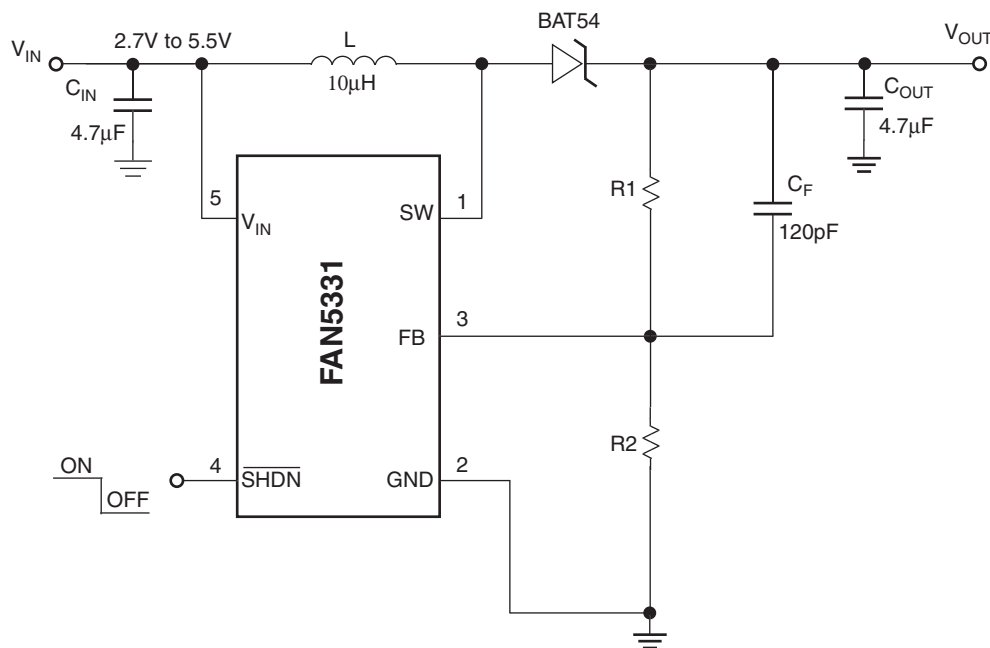 BAT54
V_IN
2.7V to 5.5V
L
V_OUT
10µH
C_IN
4.7µF
C_OUT
4.7µF
R1
C_F
120pF
5
V_IN
SW
1
FAN5331
FB
3
R2
ON
OFF
4
SHDN
GND
2